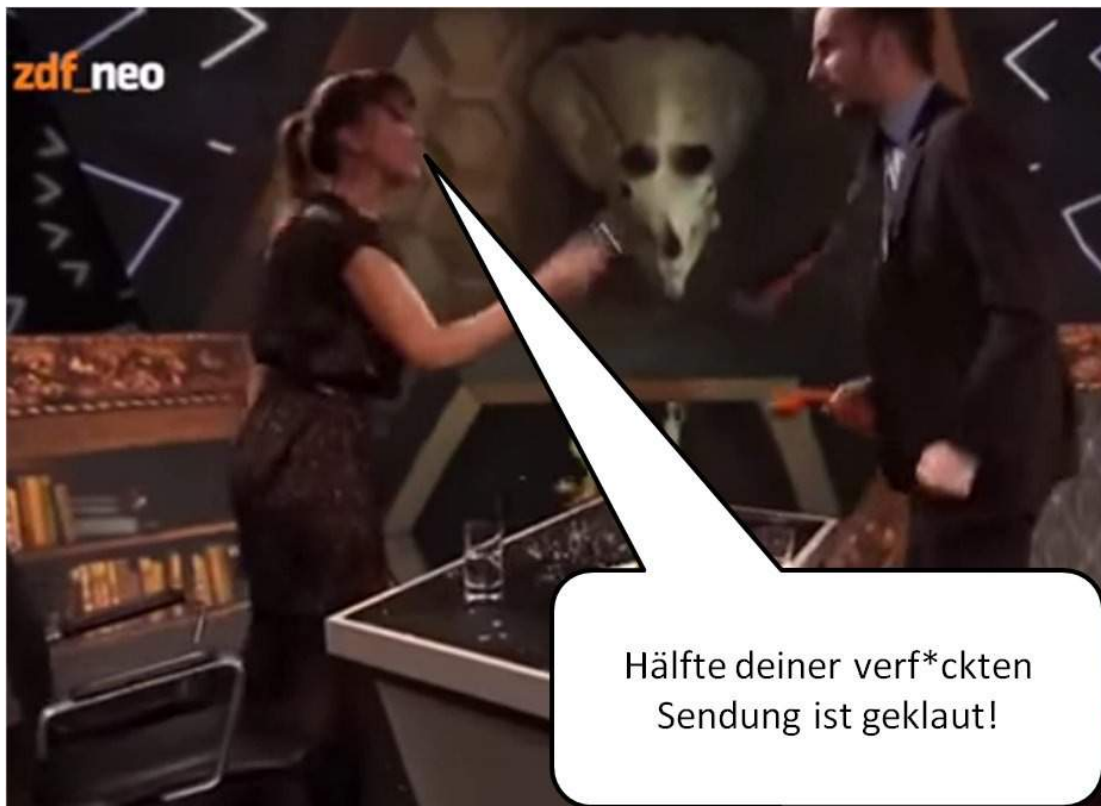 zdf_neo
Hälfte deiner verf*ckten
Sendung ist geklaut!